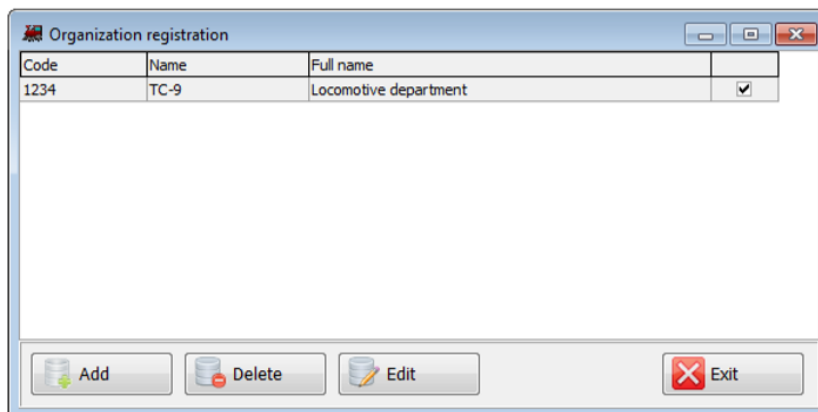 Organization registration
Code Name Full name
1234 TC-9 Locomotive department
Add Delete Edit Exit